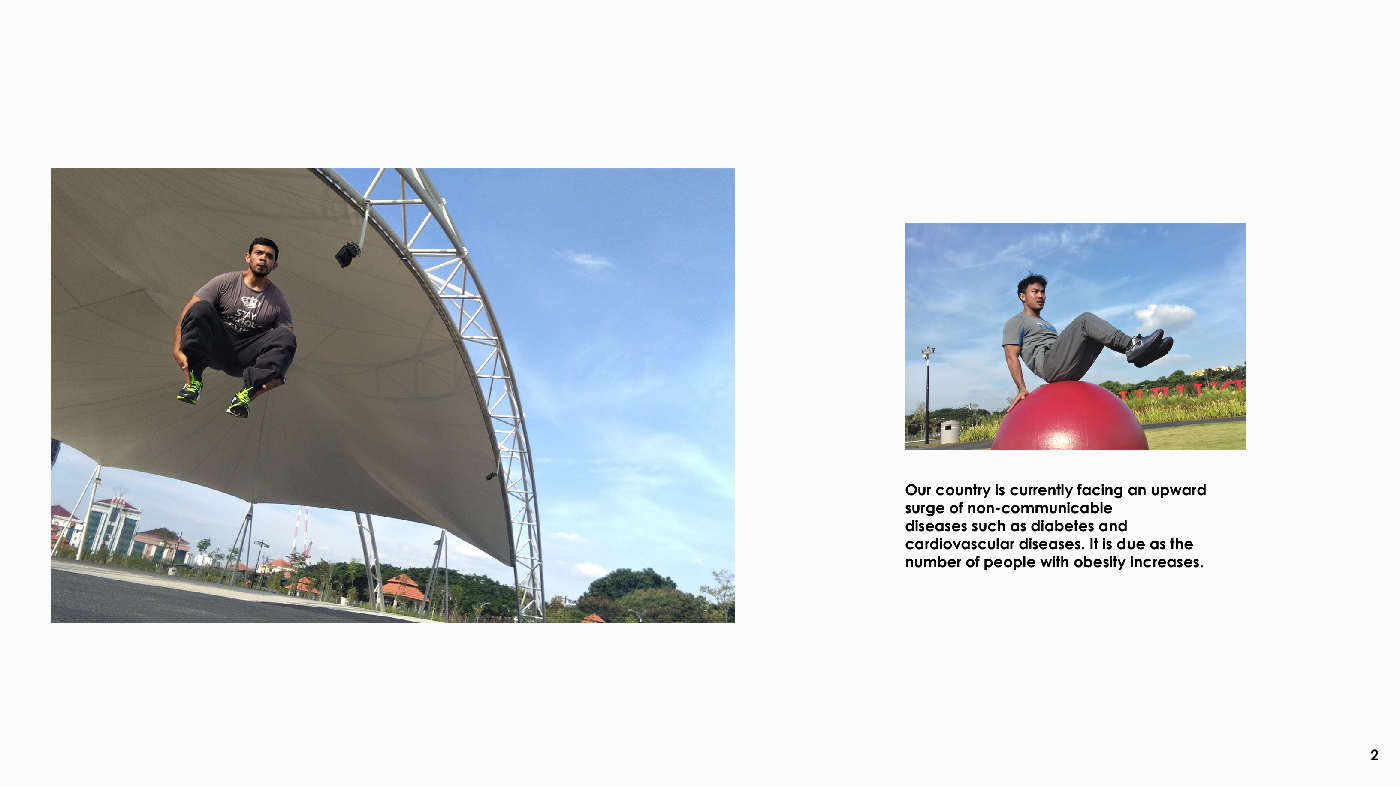 STAY
Our country is currently facing an upward
surge of non-communicable
diseases such as diabetes and
cardiovascular diseases. It is due as the
number of people with obesity increases.
2